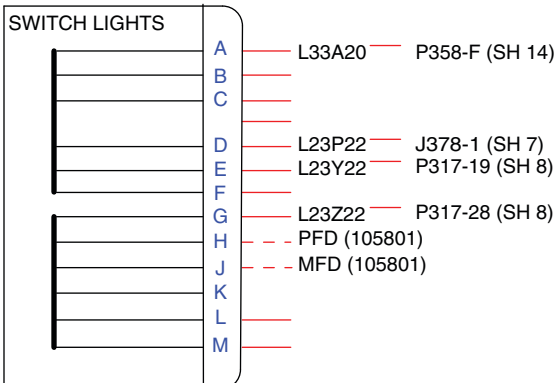 SWITCH LIGHTS
A L33A20 P358-F (SH 14)
B
C
D L23P22 J378-1 (SH 7)
E L23Y22 P317-19 (SH 8)
F
G L23Z22 P317-28 (SH 8)
H PFD (105801)
J MFD (105801)
K
L
M